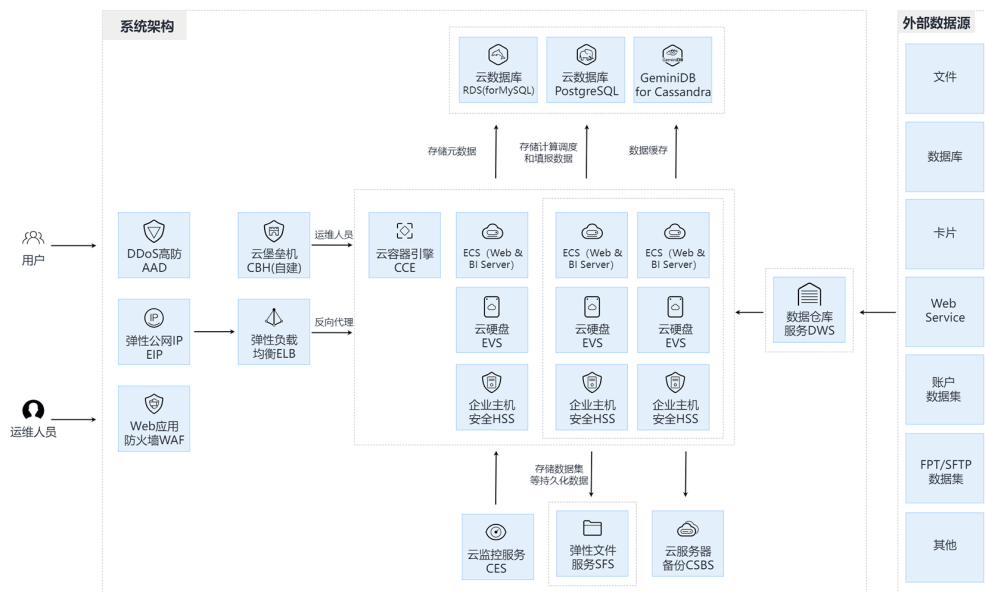 系统架构
外部数据源
云数据库
RDS(forMySQL)
云数据库
PostgreSQL
GeminiDB
GeminiDB
for Cassandra
存储元数据
存储计算调度
和填报数据
数据缓存
用户
运维人员
DDoS高防
AAD
云堡垒机
CBH(自建)
运维人员
弹性公网IP
EIP
弹性负载
均衡ELB
反向代理
Web应用
防火墙WAF
云容器引擎
CCE
ECS（Web &
BI Server）
ECS（Web &
BI Server）
ECS（Web &
BI Server）
云硬盘
EVS
云硬盘
EVS
云硬盘
EVS
企业主机
安全HSS
企业主机
安全HSS
企业主机
安全HSS
数据仓库
服务DWS
存储数据集
等持久化数据
云监控服务
CES
弹性文件
服务SFS
云服务器
备份CSBS
文件
数据库
卡片
Web
Service
账户
数据集
FPT/SFTP
数据集
其他
IP